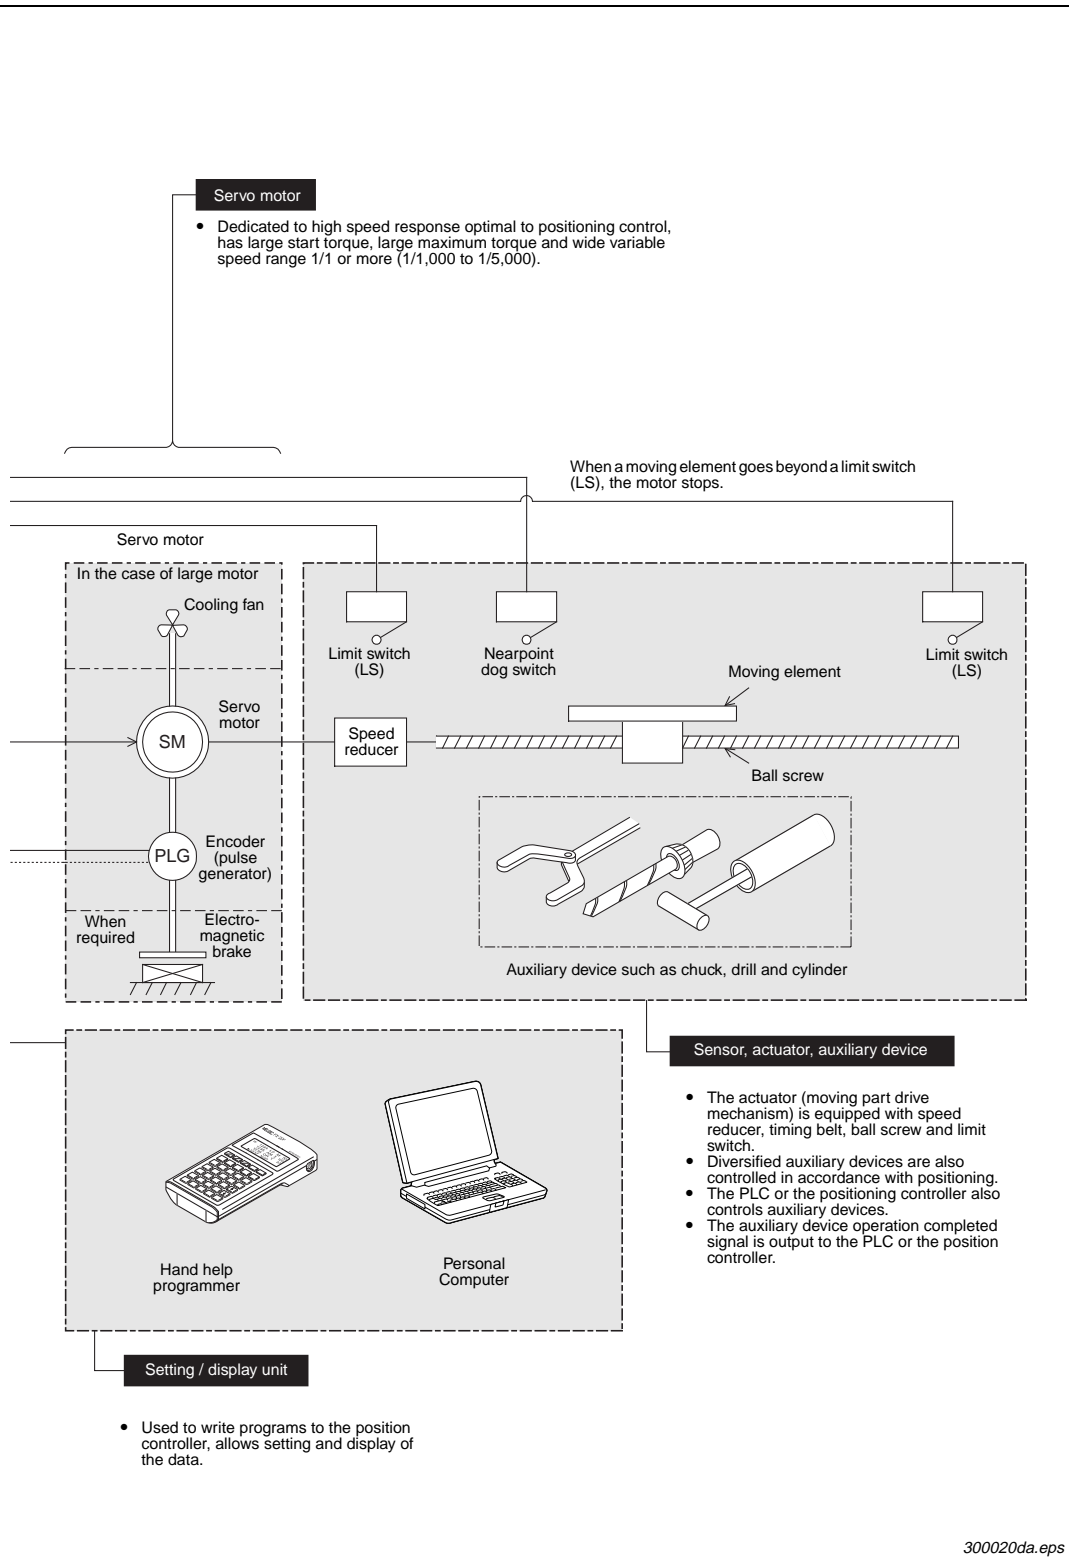 Servo motor
• Dedicated to high speed response optimal to positioning control,
has large start torque, large maximum torque and wide variable
speed range 1/1 or more (1/1,000 to 1/5,000).
When a moving element goes beyond a limit switch
(LS), the motor stops.
Servo motor
In the case of large motor
Cooling fan
Limit switch
(LS)
Nearpoint
dog switch
Limit switch
(LS)
Moving element
Servo
motor
SM
Speed
reducer
Ball screw
Encoder
(pulse
generator)
PLG
When
required
Electro-
magnetic
brake
Auxiliary device such as chuck, drill and cylinder
Sensor, actuator, auxiliary device
• The actuator (moving part drive
mechanism) is equipped with speed
reducer, timing belt, ball screw and limit
switch.
• Diversified auxiliary devices are also
controlled in accordance with positioning.
• The PLC or the positioning controller also
controls auxiliary devices.
• The auxiliary device operation completed
signal is output to the PLC or the position
controller.
Hand help
programmer
Personal
Computer
Setting / display unit
• Used to write programs to the position
controller, allows setting and display of
the data.
300020da.eps